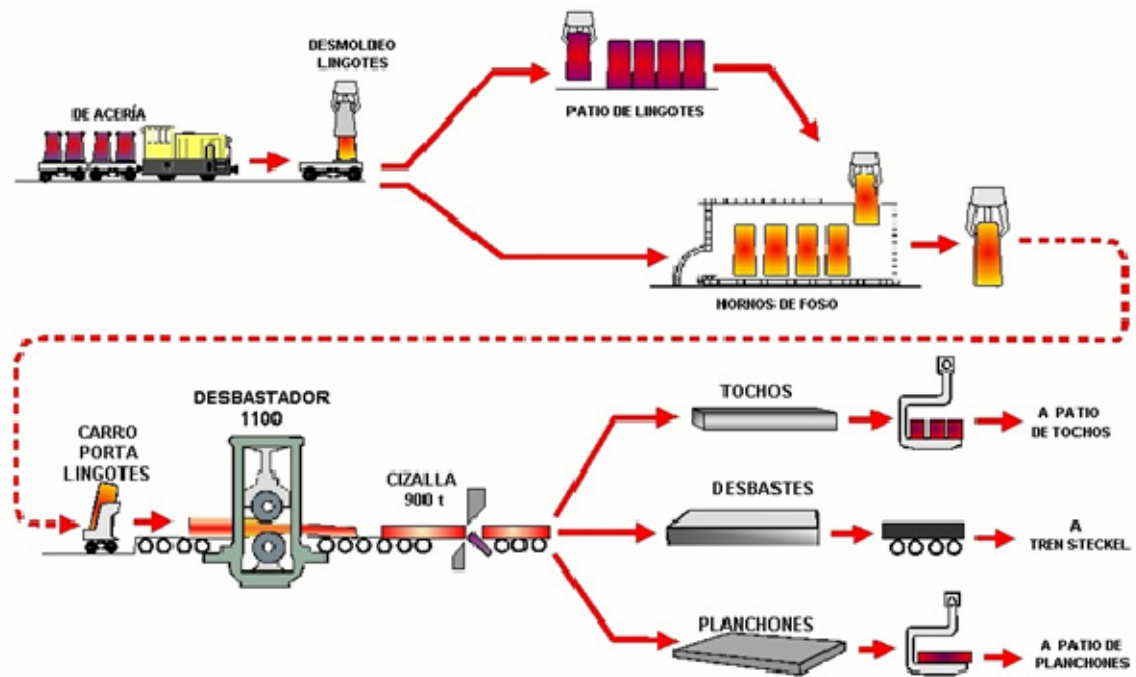 DESMOLDEO
LINGOTES
DE ACEIRÍA
PATIO DE LINGOTES
HORNOS DE FOSO
DESBASTADOR
1100
CARRO
PORTA
LINGOTES
CIZALLA
900 t
TOCHOS
A PATIO
DE TOCHOS
DESBASTES
A
TREN STECKEL
PLANCHONES
A PATIO DE
PLANCHONES